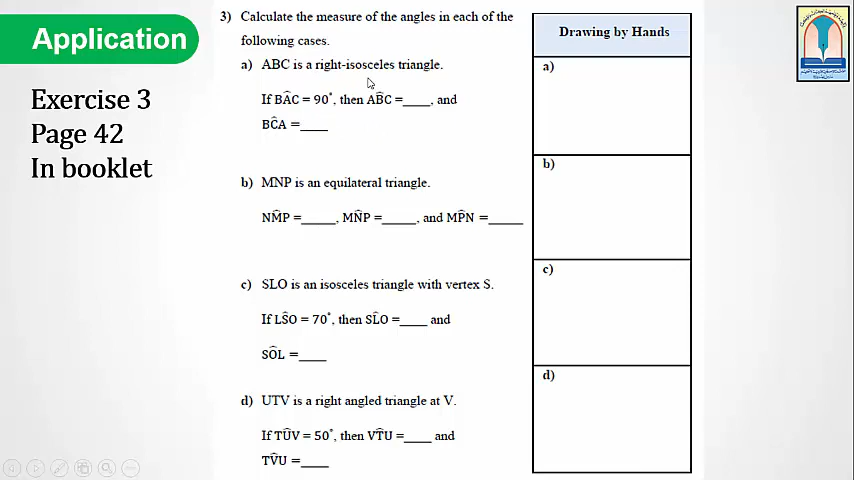 Application
Exercise 3
Page 42
In booklet
3) Calculate the measure of the angles in each of the
following cases.
a) ABC is a right-isosceles triangle.
If BÂC = 90°, then AB̂C =____, and
BĈA =____
b) MNP is an equilateral triangle.
NM̂P =_____, MN̂P =_____, and MP̂N =_____
c) SLO is an isosceles triangle with vertex S.
If LŜO = 70°, then SL̂O =____ and
SÔL =____
d) UTV is a right angled triangle at V.
If TÛV = 50°, then VT̂U =____ and
TV̂U =____
Drawing by Hands
a)
b)
c)
d)